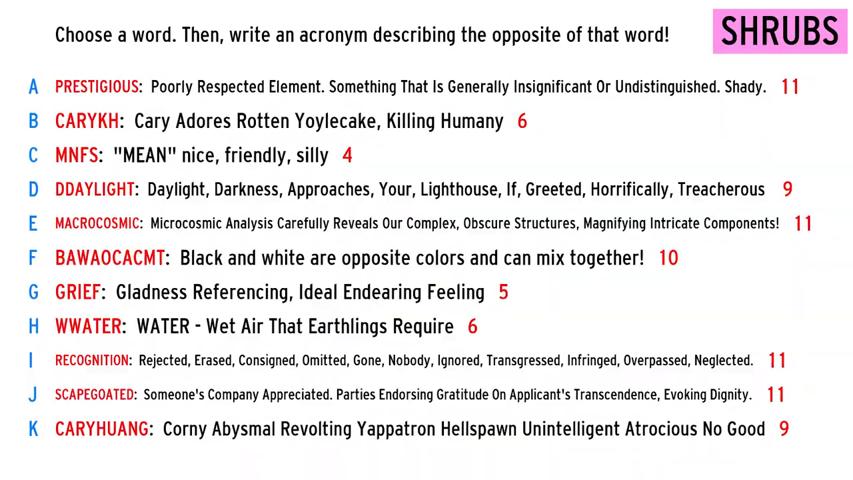 Choose a word. Then, write an acronym describing the opposite of that word!
SHRUBS
A PRESTIGIOUS: Poorly Respected Element. Something That Is Generally Insignificant Or Undistinguished. Shady. 11
B CARYKH: Cary Adores Rotten Yoylecake, Killing Humany 6
C MNFS: "MEAN" nice, friendly, silly 4
D DDAYLIGHT: Daylight, Darkness, Approaches, Your, Lighthouse, If, Greeted, Horrifically, Treacherous 9
E MACROCOSMIC: Microcosmic Analysis Carefully Reveals Our Complex, Obscure Structures, Magnifying Intricate Components! 11
F BAWAOCACMT: Black and white are opposite colors and can mix together! 10
G GRIEF: Gladness Referencing, Ideal Endearing Feeling 5
H WWATER: WATER - Wet Air That Earthlings Require 6
I RECOGNITION: Rejected, Erased, Consigned, Omitted, Gone, Nobody, Ignored, Transgressed, Infringed, Overpassed, Neglected. 11
J SCAPEGOATED: Someone's Company Appreciated. Parties Endorsing Gratitude On Applicant's Transcendence, Evoking Dignity. 11
K CARYHUANG: Corny Abysmal Revolting Yappatron Hellspawn Unintelligent Atrocious No Good 9